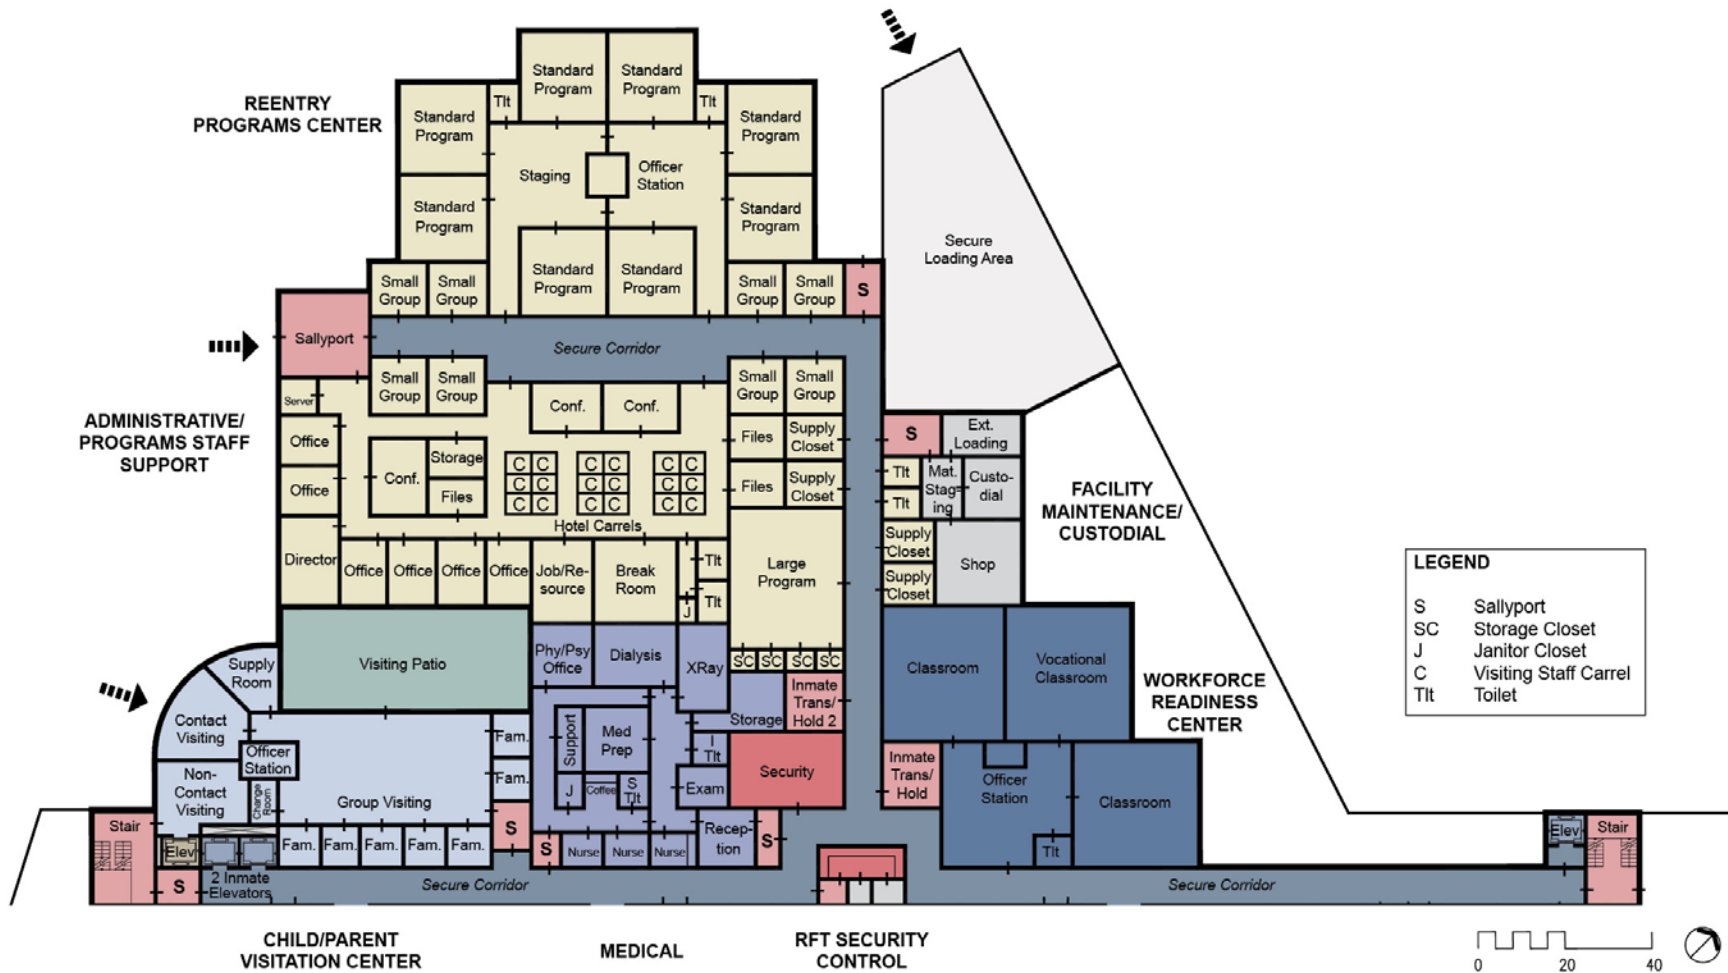 REENTRY
PROGRAMS CENTER
Standard
Program
Standard
Program
Tlt
Tlt
Standard
Program
Standard
Program
Staging
Officer
Station
Standard
Program
Standard
Program
Standard
Program
Standard
Program
Small
Group
Small
Group
Small
Group
Small
Group
S
Secure
Loading Area
Sallyport
Secure Corridor
ADMINISTRATIVE/
PROGRAMS STAFF
SUPPORT
Server
Small
Group
Small
Group
Conf.
Conf.
Small
Group
Small
Group
Office
Office
Conf.
Storage
Files
C C
C C
C C
C C
C C
C C
C C
C C
C C
Hotel Carrels
Files
Supply
Closet
Files
Supply
Closet
S
Ext.
Loading
Tlt
Tlt
Mat.
Stag-
ing
Custo-
dial
FACILITY
MAINTENANCE/
CUSTODIAL
Supply
Closet
Supply
Closet
Shop
Director
Office
Office
Office
Office
Job/Re-
source
Break
Room
J
Tlt
Tlt
Large
Program
SC
SC
SC
SC
Visiting Patio
Phy/Psy
Office
Dialysis
XRay
Storage
Inmate
Trans/
Hold 2
Classroom
Vocational
Classroom
WORKFORCE
READINESS
CENTER
Supply
Room
Contact
Visiting
Officer
Station
Non-
Contact
Visiting
Change
Room
Group Visiting
Fam.
Fam.
Fam.
Fam.
Fam.
Fam.
Fam.
S
Support
Med
Prep
J
Coffee
S
Tlt
I
Tlt
Exam
Security
Inmate
Trans/
Hold
Officer
Station
Classroom
Tlt
Stair
Elev
S
2 Inmate
Elevators
S
Nurse
Nurse
Nurse
Recep-
tion
S
Secure Corridor
Secure Corridor
Elev
Stair
LEGEND
S Sallyport
SC Storage Closet
J Janitor Closet
C Visiting Staff Carrel
Tlt Toilet
CHILD/PARENT
VISITATION CENTER
MEDICAL
RFT SECURITY
CONTROL
0 20 40